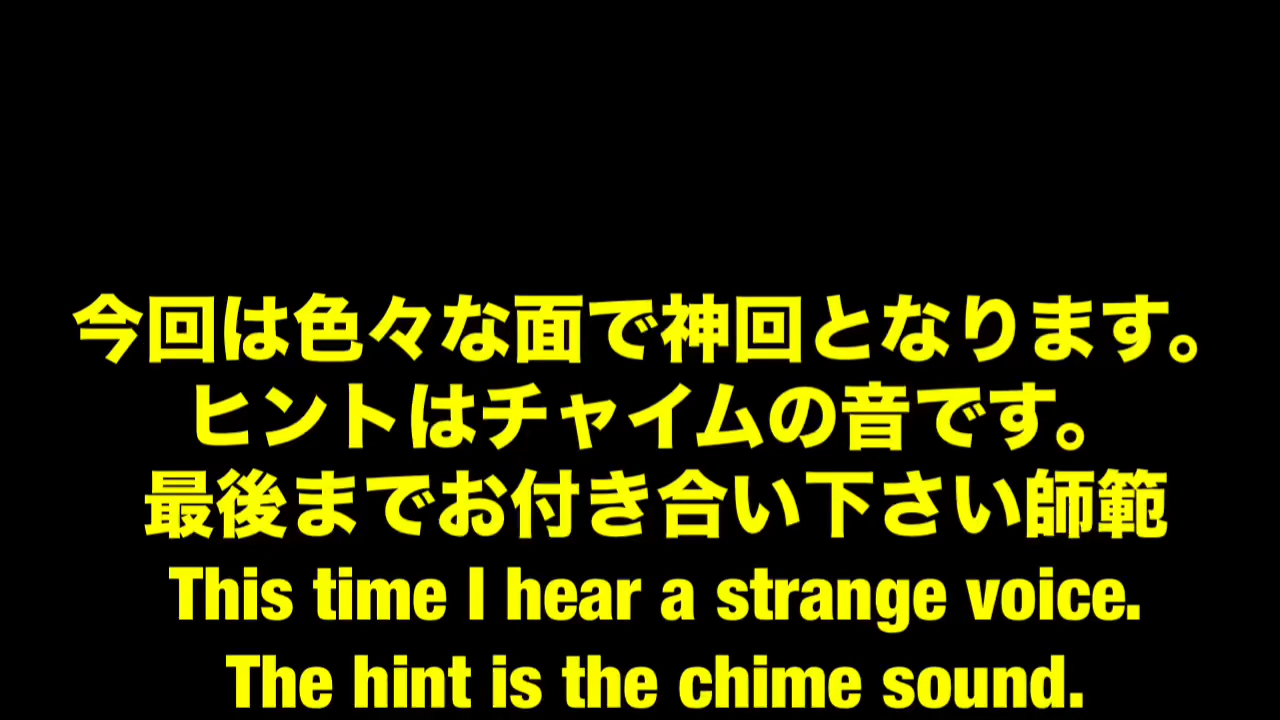 今回は色々な面で神回となります。
ヒントはチャイムの音です。
最後までお付き合い下さい師範
This time I hear a strange voice.
The hint is the chime sound.